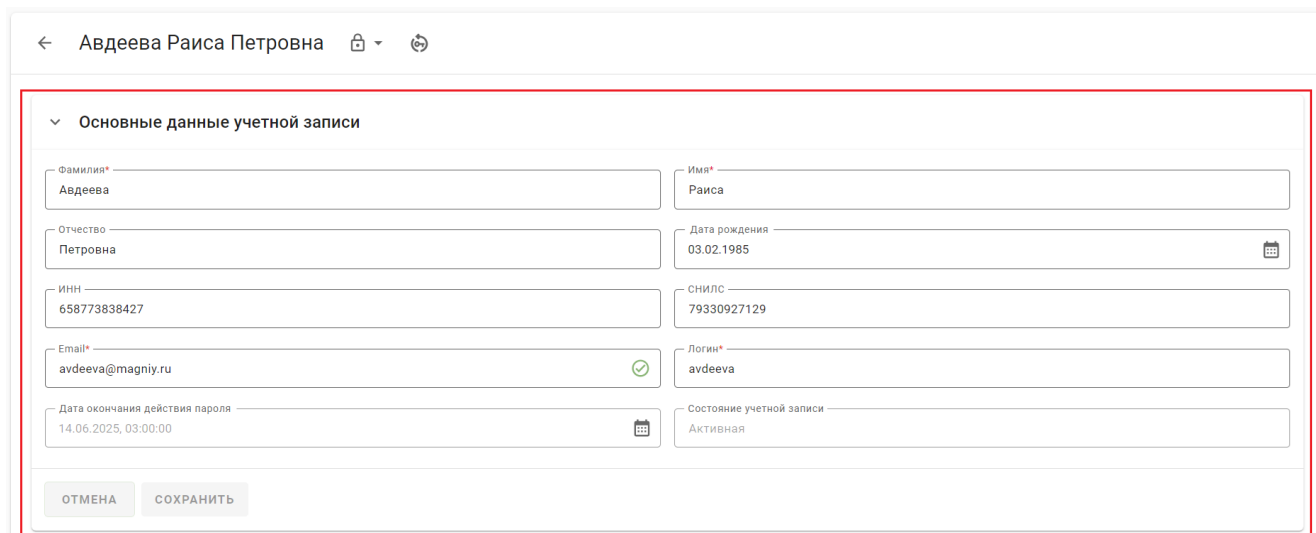 Авдеева Раиса Петровна
Основные данные учетной записи
Фамилия* Имя*
Авдеева Раиса
Отчество Дата рождения
Петровна 03.02.1985
ИНН СНИЛС
658773838427 79330927129
Email* Логин*
avdeeva@magniy.ru avdeeva
Дата окончания действия пароля Состояние учетной записи
14.06.2025, 03:00:00 Активная
ОТМЕНА СОХРАНИТЬ